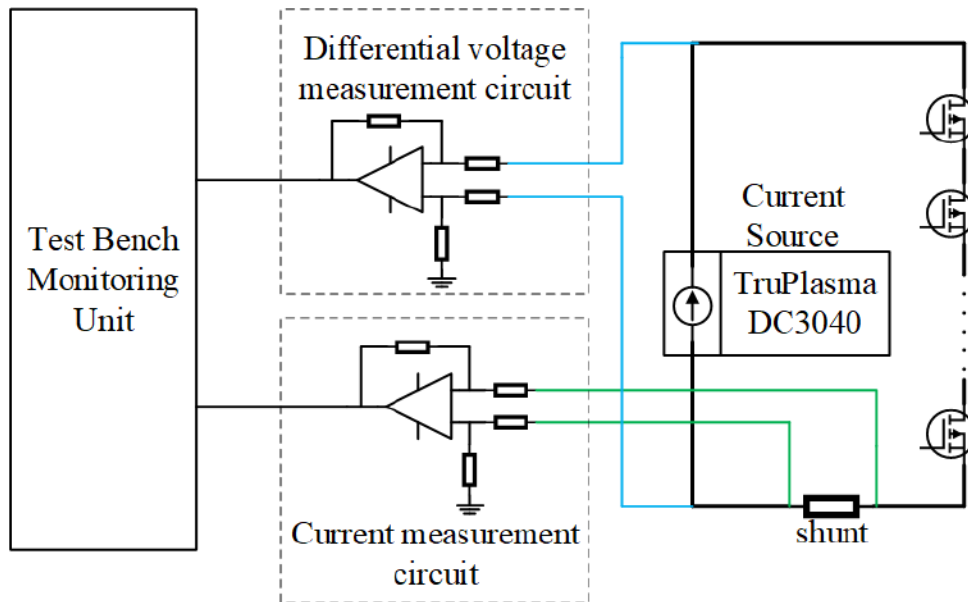 Differential voltage
measurement circuit
Test Bench
Monitoring
Unit
Current
Source
TruPlasma
DC3040
Current measurement
circuit
shunt